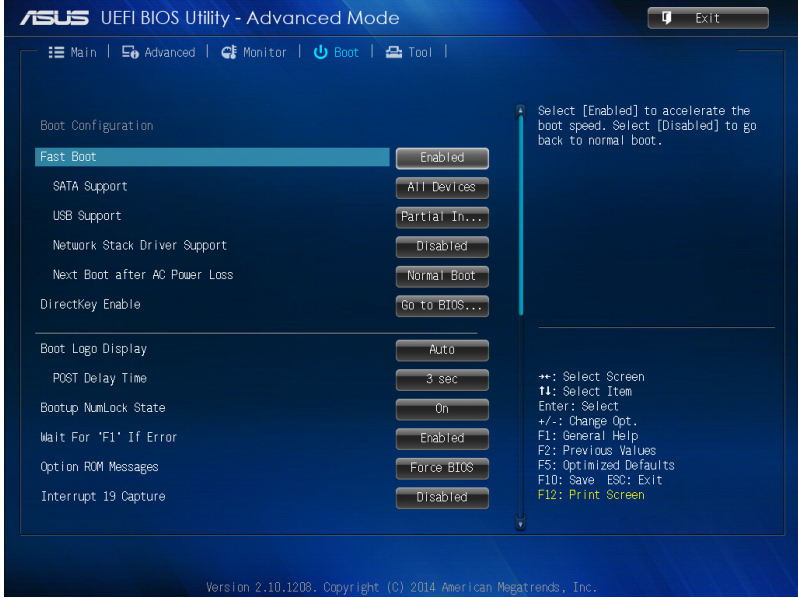 ASUS UEFI BIOS Utility - Advanced Mode
Exit
Main | Advanced | Monitor | Boot | Tool |
Boot Configuration
Fast Boot Enabled
SATA Support All Devices
USB Support Partial In...
Network Stack Driver Support Disabled
Next Boot after AC Power Loss Normal Boot
DirectKey Enable Go to BIOS...
Boot Logo Display Auto
POST Delay Time 3 sec
Bootup NumLock State On
Wait For 'F1' If Error Enabled
Option ROM Messages Force BIOS
Interrupt 19 Capture Disabled
Select [Enabled] to accelerate the
boot speed. Select [Disabled] to go
back to normal boot.
→←: Select Screen
↑↓: Select Item
Enter: Select
+/-: Change Opt.
F1: General Help
F2: Previous Values
F5: Optimized Defaults
F10: Save ESC: Exit
F12: Print Screen
Version 2.10.1208. Copyright (C) 2014 American Megatrends, Inc.